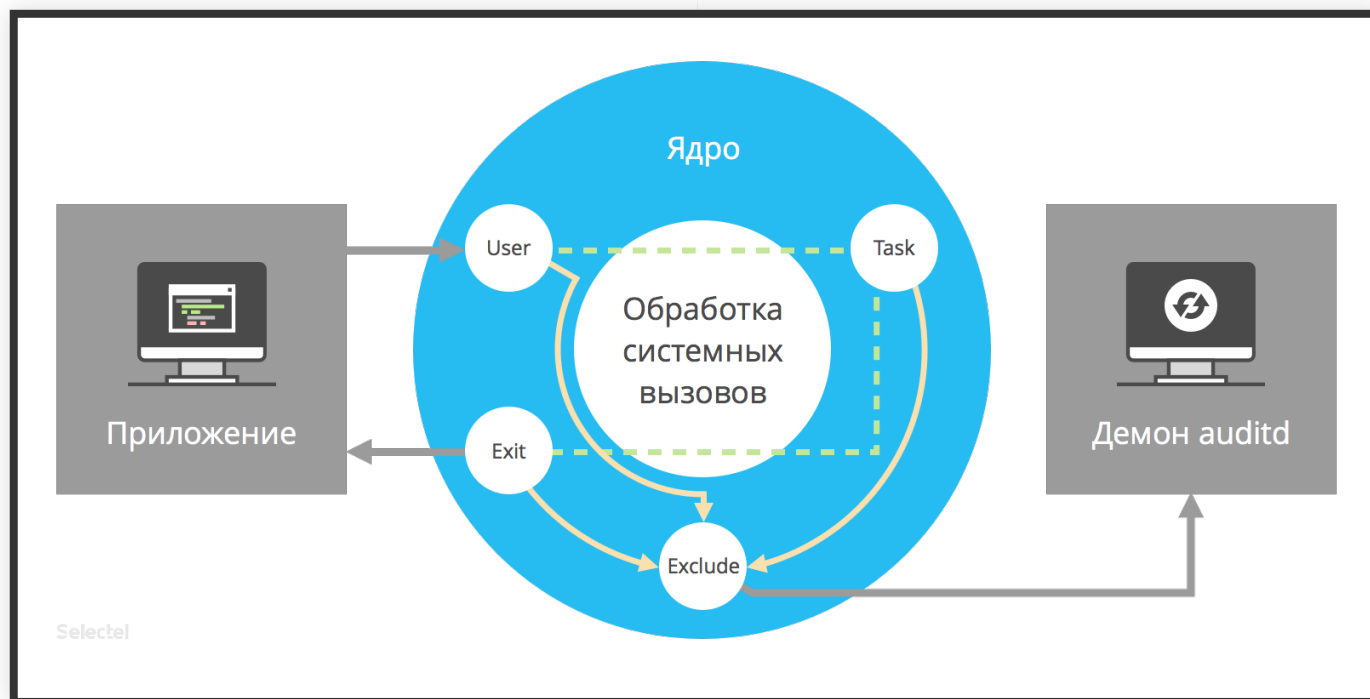 Ядро
User
Task
Обработка
системных
вызовов
Приложение
Exit
Демон auditd
Exclude
Selectel